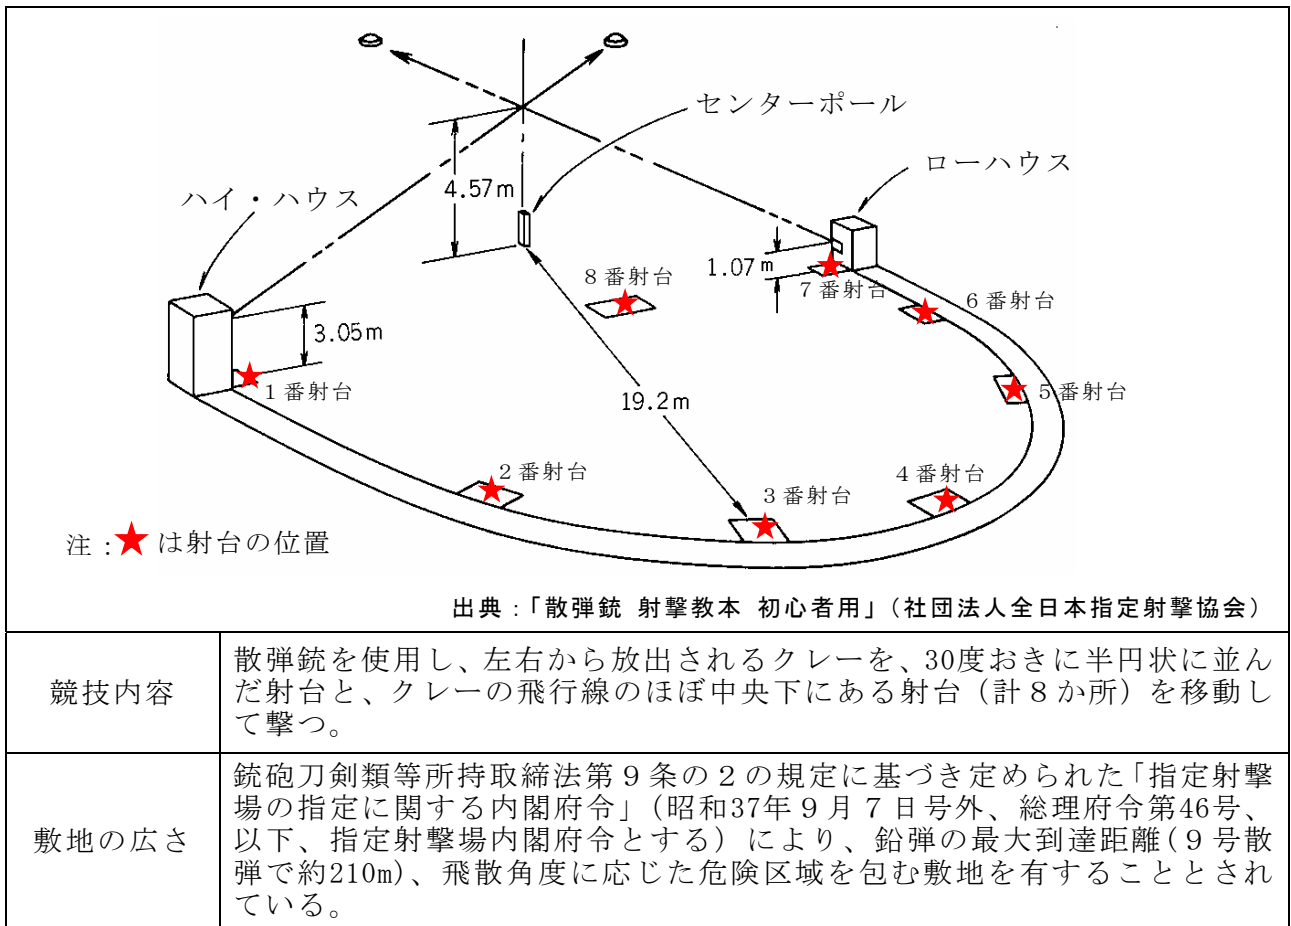 センターポール
ローハウス
4.57m
ハイ・ハウス
8番射台
1.07m
7番射台
6番射台
3.05m
1番射台
19.2m
5番射台
2番射台
3番射台
4番射台
注:★は射台の位置
出典:「散弾銃 射撃教本 初心者用」(社団法人全日本指定射撃協会)
競技内容
散弾銃を使用し、左右から放出されるクレーを、30度おきに半円状に並ん
だ射台と、クレーの飛行線のほぼ中央下にある射台(計8か所)を移動し
て撃つ。
敷地の広さ
銃砲刀剣類等所持取締法第9条の2の規定に基づき定められた「指定射撃
場の指定に関する内閣府令」(昭和37年9月7日号外、総理府令第46号、
以下、指定射撃場内閣府令とする)により、鉛弾の最大到達距離(9号散
弾で約210m)、飛散角度に応じた危険区域を包む敷地を有することとされ
ている。